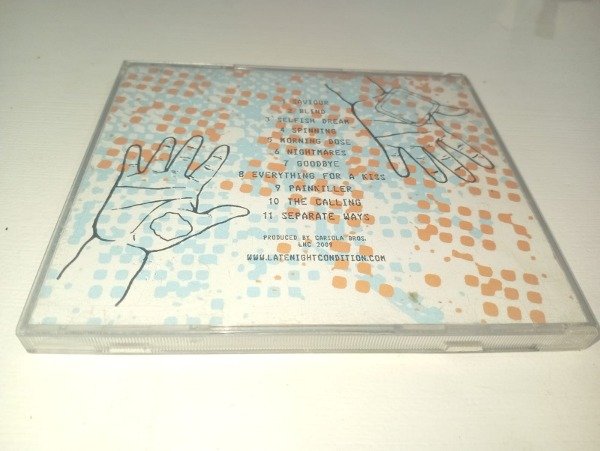 1 SAVIOUR
2 BLIND
3 SELFISH DREAM
4 SPINNING
5 MORNING DOSE
6 NIGHTMARES
7 GOODBYE
8 EVERYTHING FOR A KISS
9 PAINKILLER
10 THE CALLING
11 SEPARATE WAYS
PRODUCED BY CARIOLA BROS.
LNC 2009
WWW.LATENIGHTCONDITION.COM